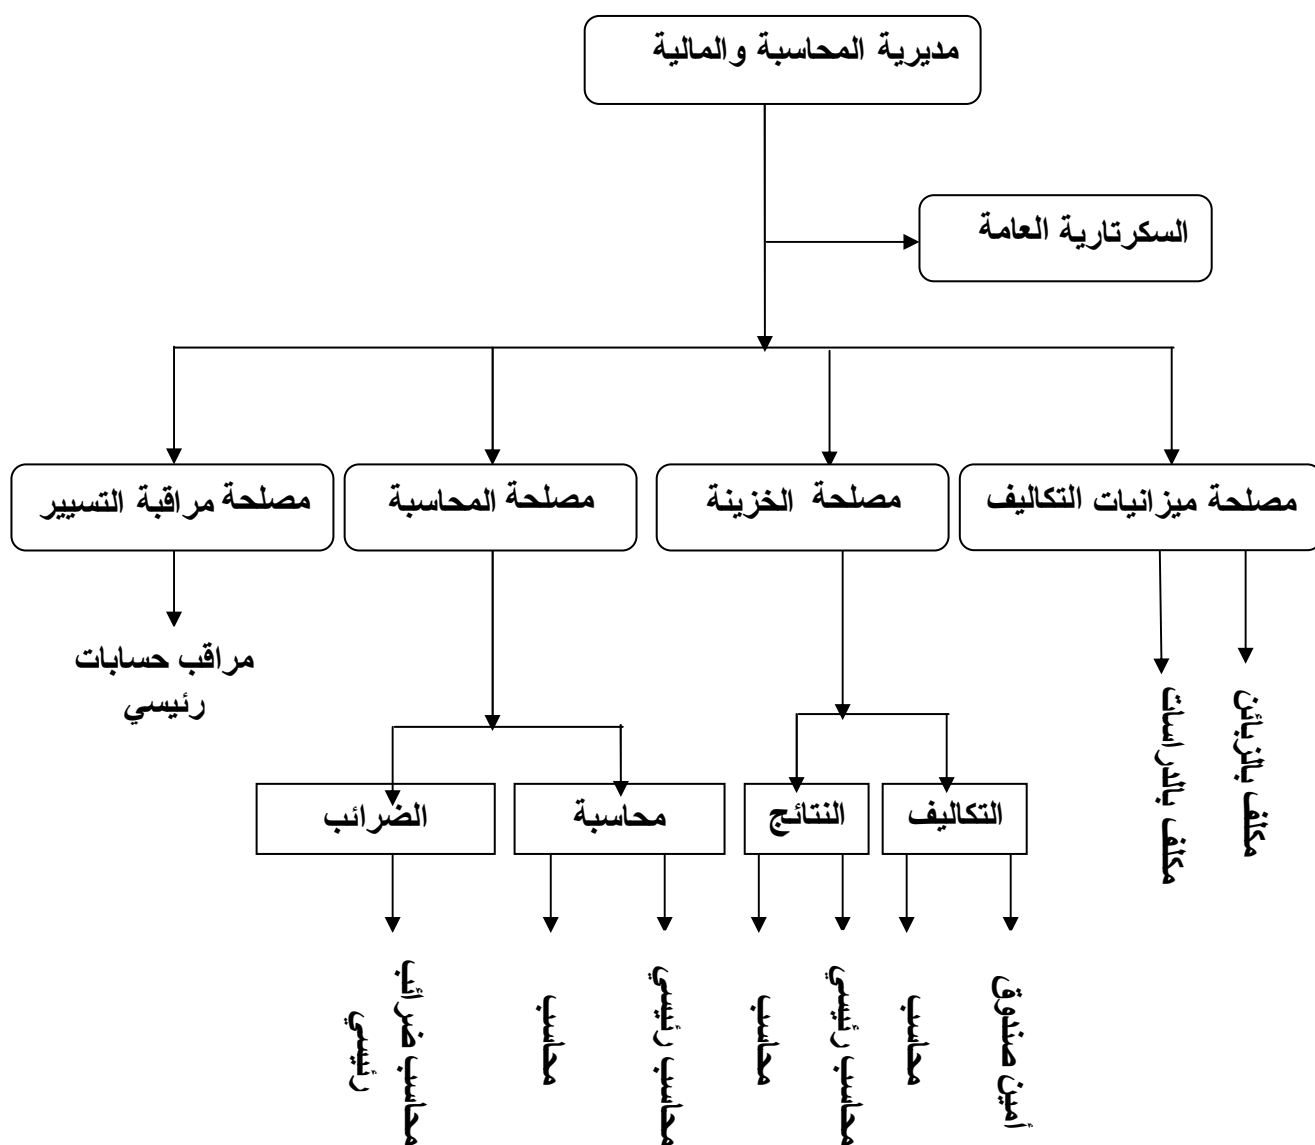 مديرية المحاسبة والمالية
السكرتارية العامة
مصلحة ميزانيات التكاليف
مصلحة الخزينة
مصلحة المحاسبة
مصلحة مراقبة التسيير
مكلف بالزبائن
مكلف بالدراسات
مراقب حسابات
رئيسي
التكاليف
النتائج
محاسبة
الضرائب
أمين صندوق
محاسب
محاسب رئيسي
محاسب
محاسب رئيسي
محاسب
محاسب ضرائب
رئيسي